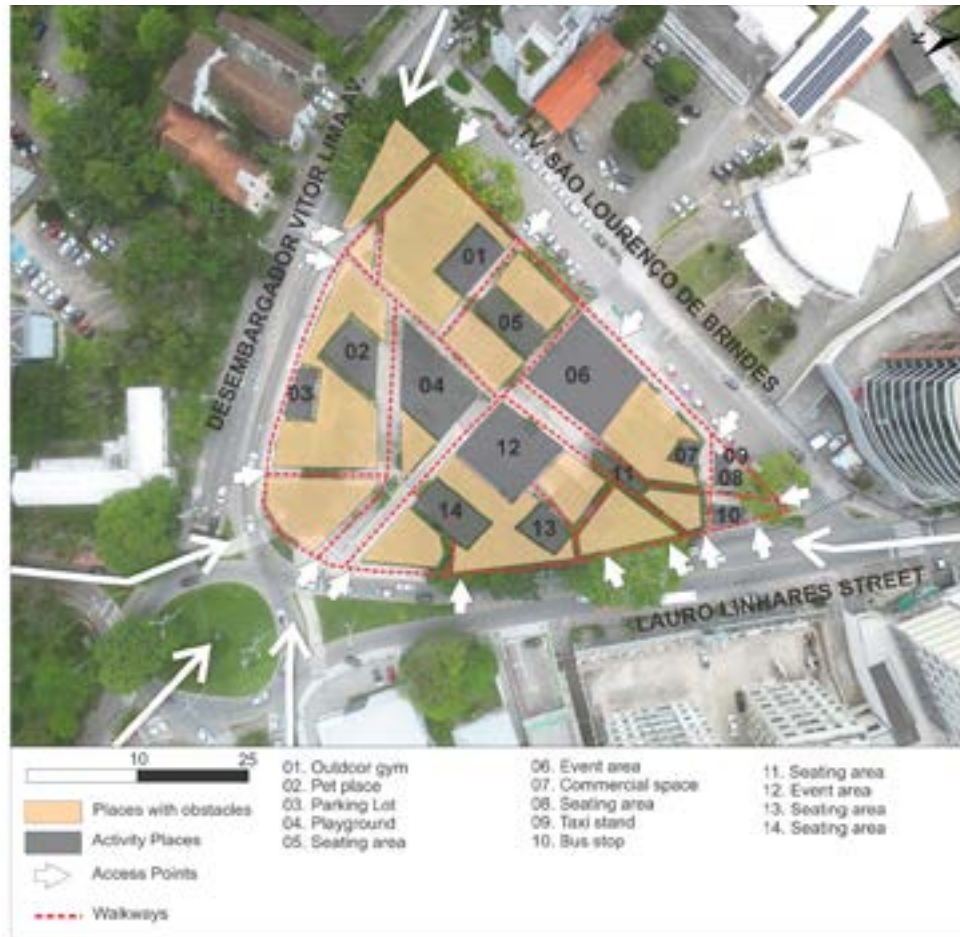 N
DESEMBARGADOR VITOR LIMA AV.
TV. SÃO LOURENÇO DE BRINDES
01
05
02
03
04
06
12
11
07
09
08
10
14
13
LAURO LINHARES STREET
10 25
Places with obstacles
Activity Places
Access Points
Walkways
01. Outdoor gym
02. Pet place
03. Parking Lot
04. Playground
05. Seating area
06. Event area
07. Commercial space
08. Seating area
09. Taxi stand
10. Bus stop
11. Seating area
12. Event area
13. Seating area
14. Seating area